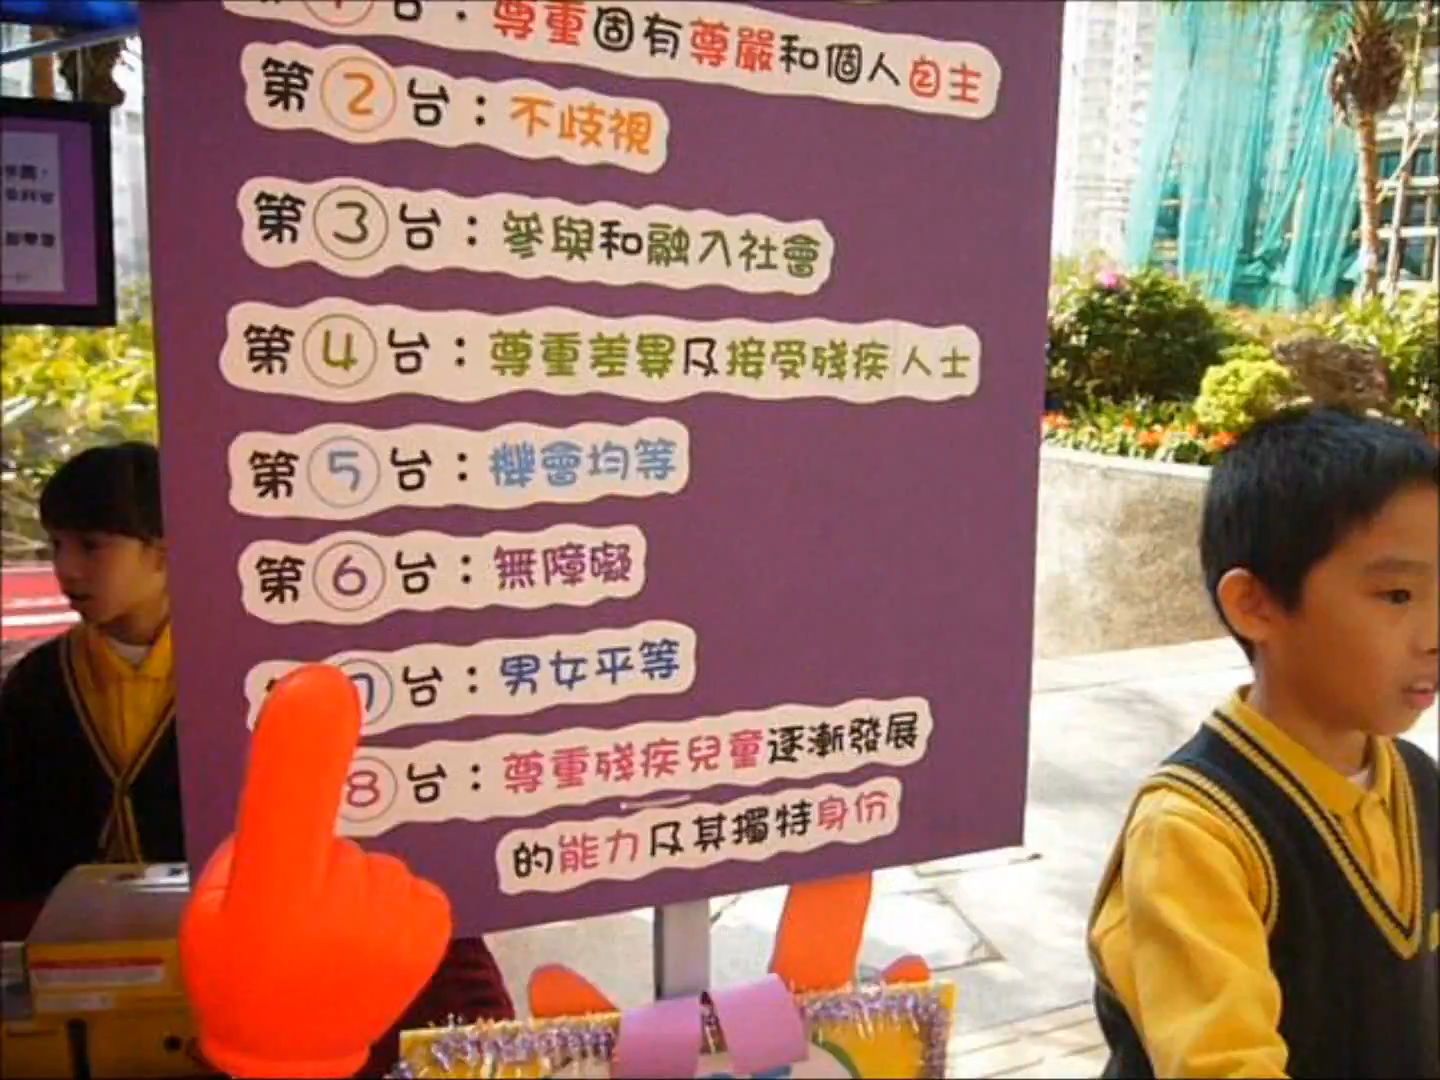 台：尊重固有尊嚴和個人自主
第2台：不歧視
第3台：參與和融入社會
第4台：尊重差異及接受殘疾人士
第5台：機會均等
第6台：無障礙
7台：男女平等
8台：尊重殘疾兒童逐漸發展
的能力及其獨特身份